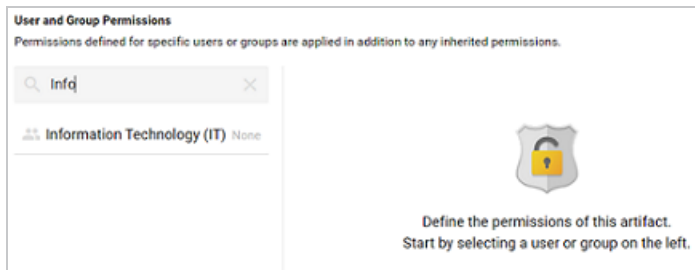 User and Group Permissions
Permissions defined for specific users or groups are applied in addition to any inherited permissions.
Info
Information Technology (IT) None
Define the permissions of this artifact.
Start by selecting a user or group on the left.